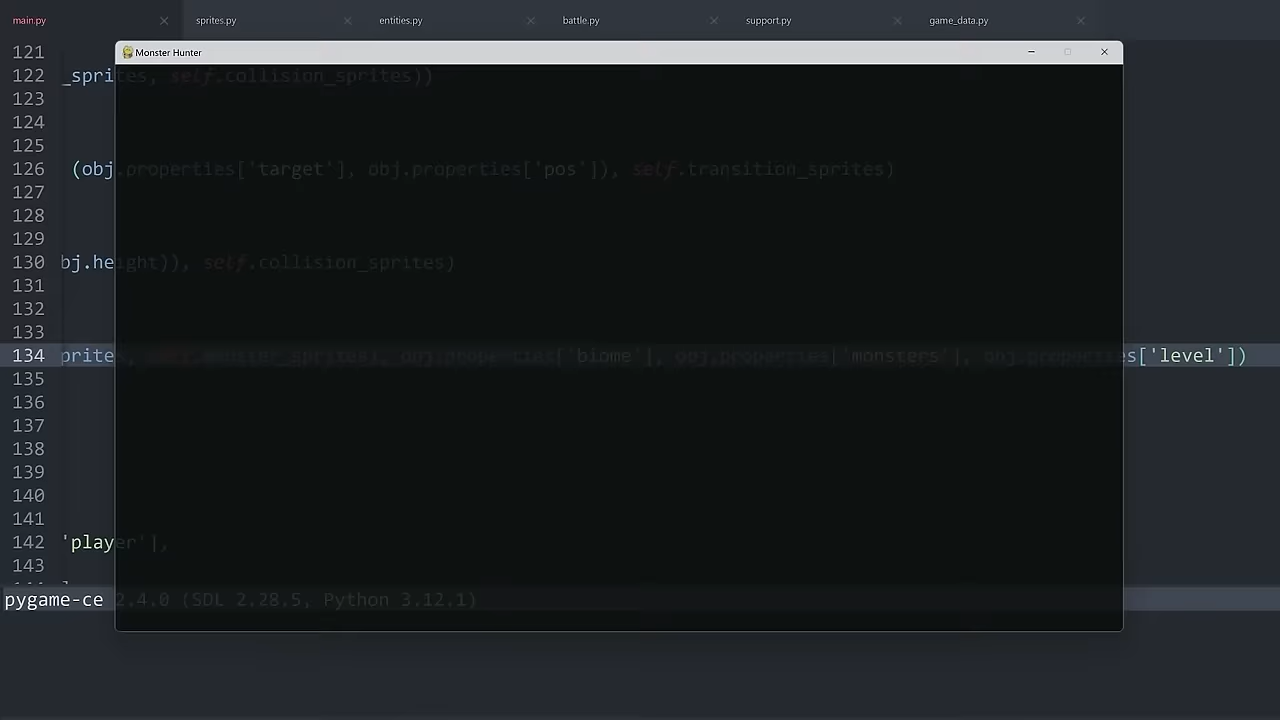 main.py sprites.py entities.py battle.py support.py game_data.py
Monster Hunter
121
122 _sprites, self.collision_sprites))
123
124
125
126 (obj.properties['target'], obj.properties['pos']), self.transition_sprites)
127
128
129
130 bj.height)), self.collision_sprites)
131
132
133
134 prites, self.monster_sprites), obj.properties['biome'], obj.properties['monsters'], obj.properties['level'])
135
136
137
138
139
140
141
142 'player'],
143
pygame-ce 2.4.0 (SDL 2.28.5, Python 3.12.1)